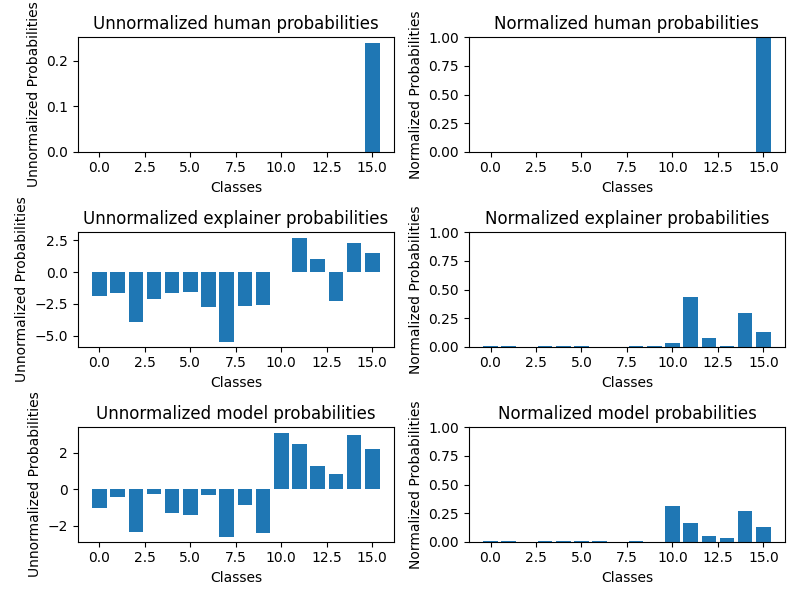 Unnormalized human probabilities
Unnormalized Probabilities
0.2
0.1
0.0
0.0 2.5 5.0 7.5 10.0 12.5 15.0
Classes
Normalized human probabilities
Normalized Probabilities
1.00
0.75
0.50
0.25
0.00
0.0 2.5 5.0 7.5 10.0 12.5 15.0
Classes
Unnormalized explainer probabilities
Unnormalized Probabilities
2.5
0.0
−2.5
−5.0
0.0 2.5 5.0 7.5 10.0 12.5 15.0
Classes
Normalized explainer probabilities
Normalized Probabilities
1.00
0.75
0.50
0.25
0.00
0.0 2.5 5.0 7.5 10.0 12.5 15.0
Classes
Unnormalized model probabilities
Unnormalized Probabilities
2
0
−2
0.0 2.5 5.0 7.5 10.0 12.5 15.0
Classes
Normalized model probabilities
Normalized Probabilities
1.00
0.75
0.50
0.25
0.00
0.0 2.5 5.0 7.5 10.0 12.5 15.0
Classes